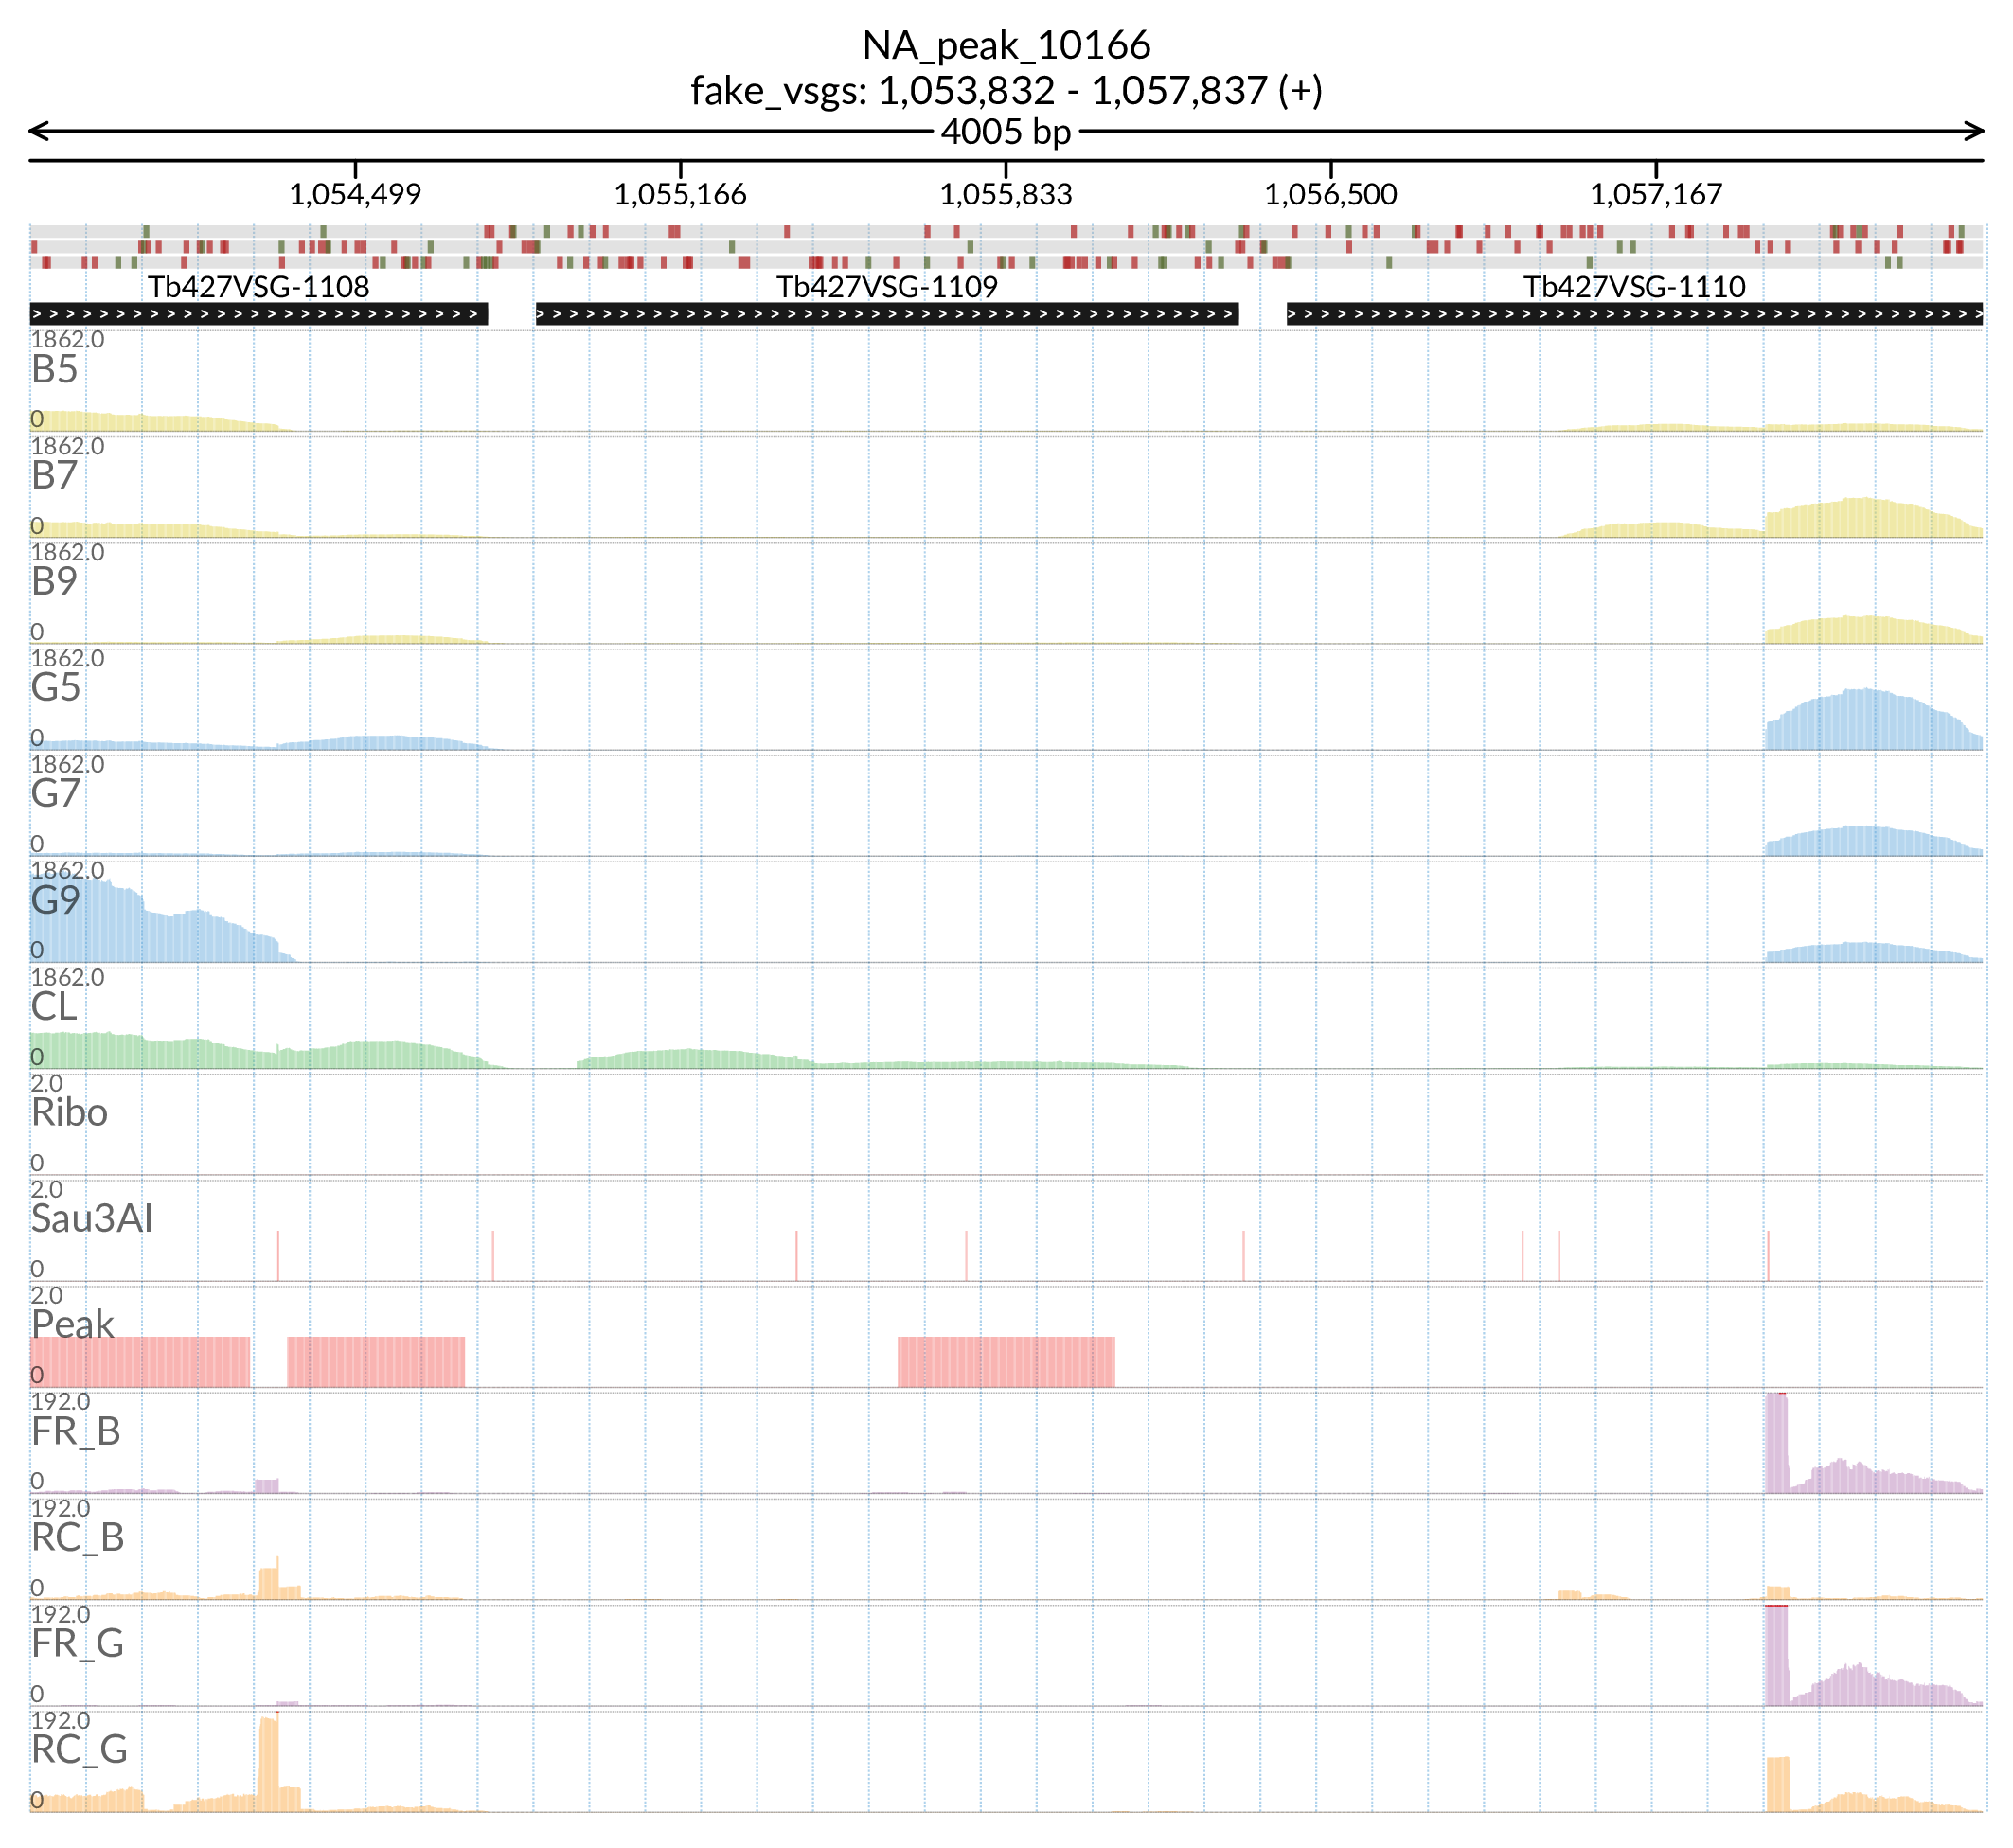 NA_peak_10166
fake_vsgs: 1,053,832 - 1,057,837 (+)
4005 bp
1,054,499 1,055,166 1,055,833 1,056,500 1,057,167
Tb427VSG-1108 Tb427VSG-1109 Tb427VSG-1110
1862.0
B5
0
1862.0
B7
0
1862.0
B9
0
1862.0
G5
0
1862.0
G7
0
1862.0
G9
0
1862.0
CL
0
2.0
Ribo
0
2.0
Sau3AI
0
2.0
Peak
0
192.0
FR_B
0
192.0
RC_B
0
192.0
FR_G
0
192.0
RC_G
0